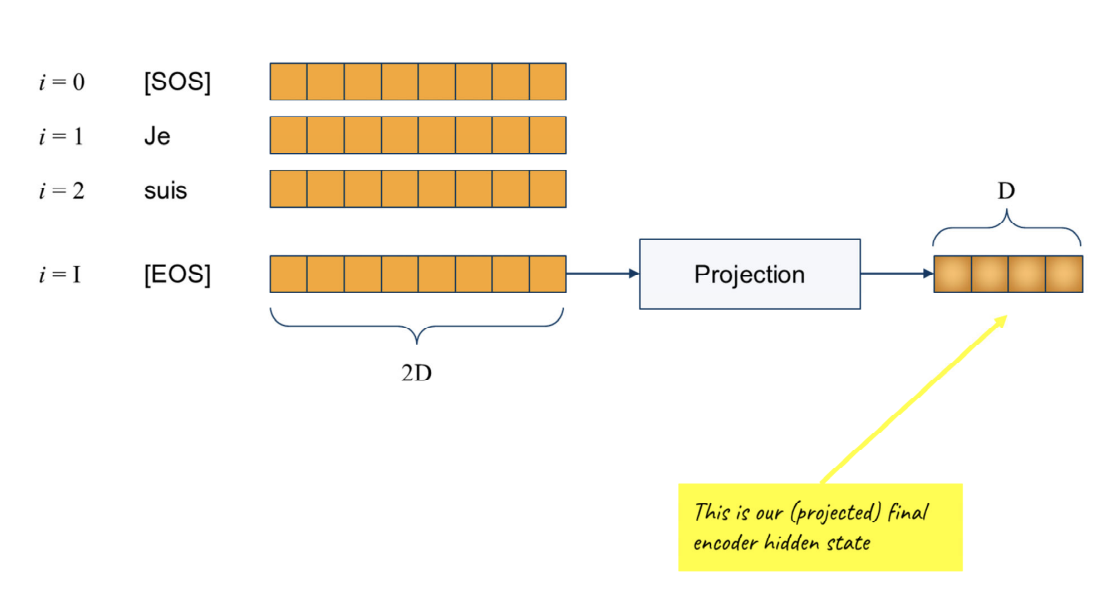 i = 0 [SOS]
i = 1 Je
i = 2 suis
D
i = I [EOS]
Projection
2D
This is our (projected) final
encoder hidden state